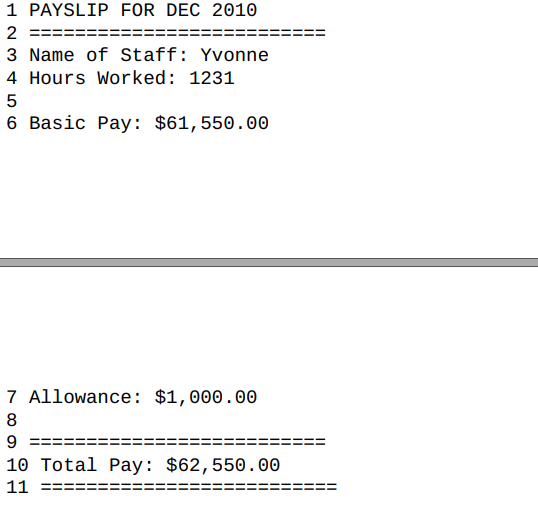 1 PAYSLIP FOR DEC 2010
2 ==========================
3 Name of Staff: Yvonne
4 Hours Worked: 1231
5
6 Basic Pay: $61,550.00
7 Allowance: $1,000.00
8
9 ==========================
10 Total Pay: $62,550.00
11 ==========================